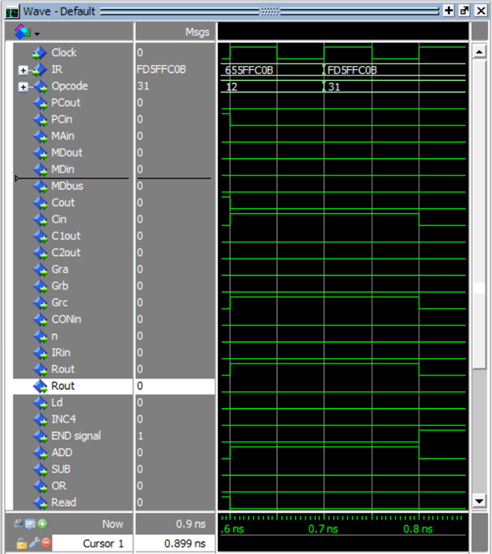 Wave - Default
Msgs
Clock 0
IR FD5FFC0B 655FFC0B FD5FFC0B
Opcode 31 12 31
PCout 0
PCin 0
MAin 0
MDout 0
MDin 0
MDbus 0
Cout 0
Cin 0
C1out 0
C2out 0
Gra 0
Grb 0
Grc 0
CONin 0
n 0
IRin 0
Rout 0
Rout 0
Ld 0
INC4 0
END signal 1
ADD 0
SUB 0
OR 0
Read 0
Now 0.9 ns .6 ns 0.7 ns 0.8 ns
Cursor 1 0.899 ns